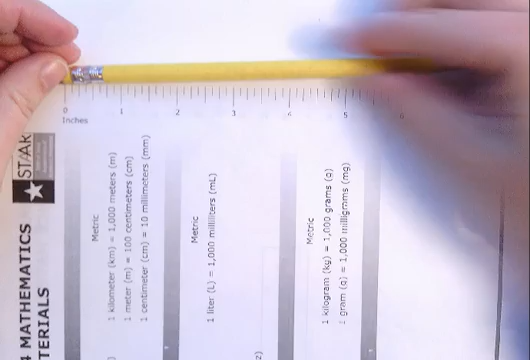 0 1 2 3 4 5 6
Inches
STAAR
MATHEMATICS
TERIALS
Metric
1 kilometer (km) = 1,000 meters (m)
1 meter (m) = 100 centimeters (cm)
1 centimeter (cm) = 10 millimeters (mm)
Metric
1 liter (L) = 1,000 milliliters (mL)
Metric
1 kilogram (kg) = 1,000 grams (g)
1 gram (g) = 1,000 milligrams (mg)